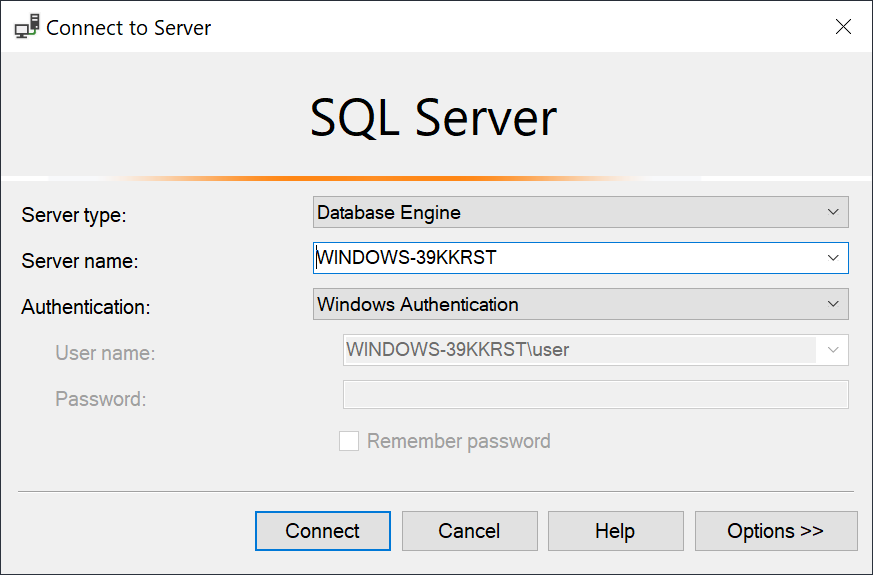 Connect to Server
SQL Server
Server type: Database Engine
Server name: WINDOWS-39KKRST
Authentication: Windows Authentication
User name: WINDOWS-39KKRST\user
Password:
Remember password
Connect Cancel Help Options >>